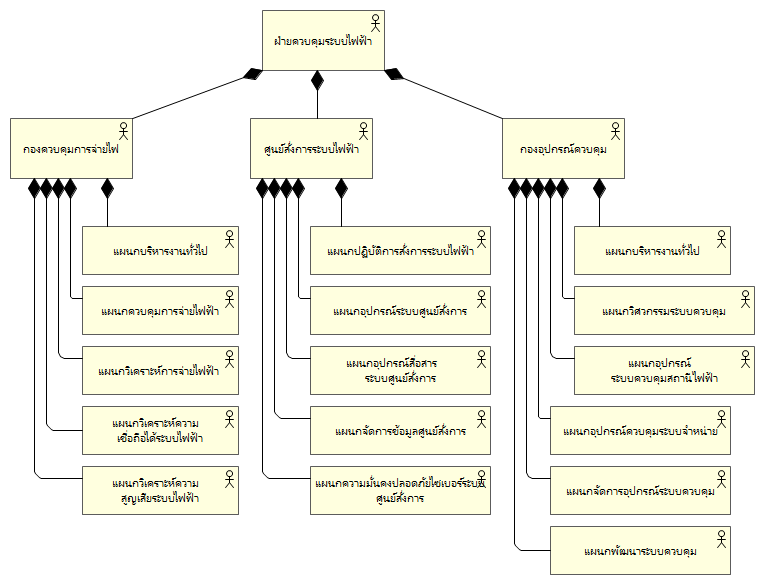 ฝ่ายควบคุมระบบไฟฟ้า
กองควบคุมการจ่ายไฟ
ศูนย์สั่งการระบบไฟฟ้า
กองอุปกรณ์ควบคุม
แผนกบริหารงานทั่วไป
แผนกควบคุมการจ่ายไฟฟ้า
แผนกวิเคราะห์การจ่ายไฟฟ้า
แผนกวิเคราะห์ความ
เชื่อถือได้ระบบไฟฟ้า
แผนกวิเคราะห์ความ
สูญเสียระบบไฟฟ้า
แผนกปฏิบัติการสั่งการระบบไฟฟ้า
แผนกอุปกรณ์ระบบศูนย์สั่งการ
แผนกอุปกรณ์สื่อสาร
ระบบศูนย์สั่งการ
แผนกจัดการข้อมูลศูนย์สั่งการ
แผนกความมั่นคงปลอดภัยไซเบอร์ระบบ
ศูนย์สั่งการ
แผนกบริหารงานทั่วไป
แผนกวิศวกรรมระบบควบคุม
แผนกอุปกรณ์
ระบบควบคุมสถานีไฟฟ้า
แผนกอุปกรณ์ควบคุมระบบจำหน่าย
แผนกจัดการอุปกรณ์ระบบควบคุม
แผนกพัฒนาระบบควบคุม